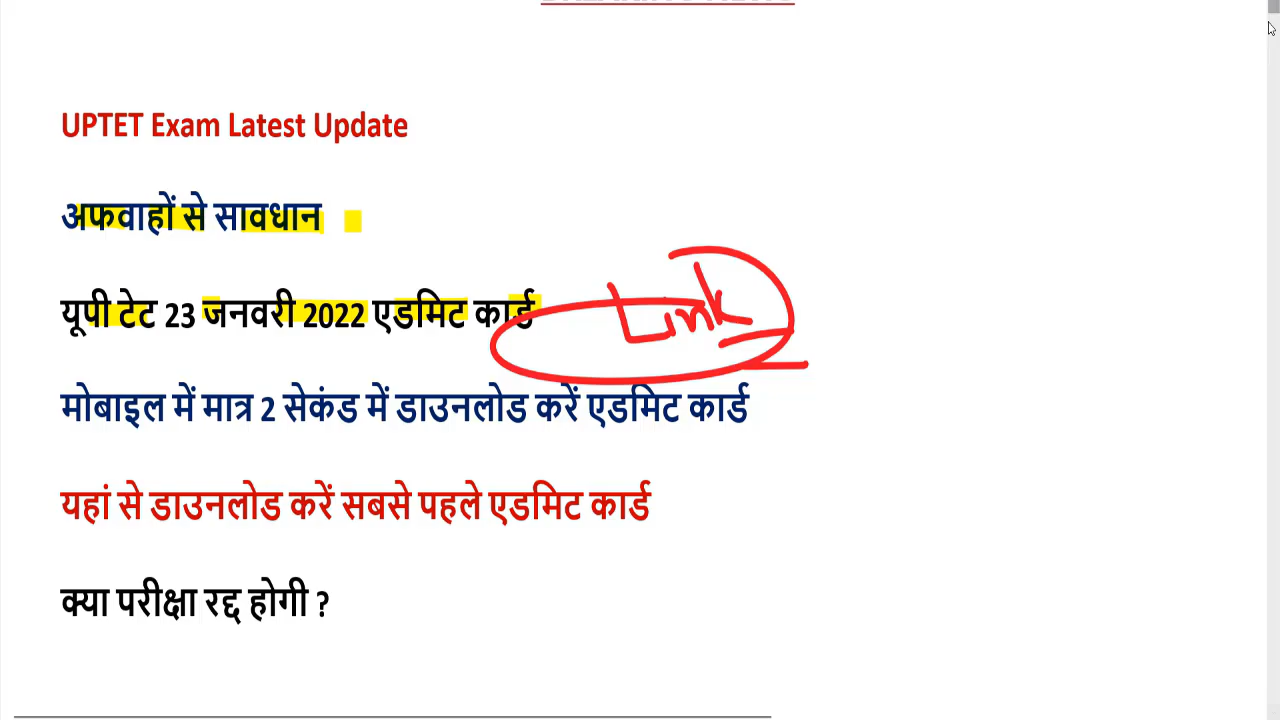 UPTET Exam Latest Update
अफवाहों से सावधान
यूपी टेट 23 जनवरी 2022 एडमिट कार्ड
Link
मोबाइल में मात्र 2 सेकंड में डाउनलोड करें एडमिट कार्ड
यहां से डाउनलोड करें सबसे पहले एडमिट कार्ड
क्या परीक्षा रद्द होगी ?